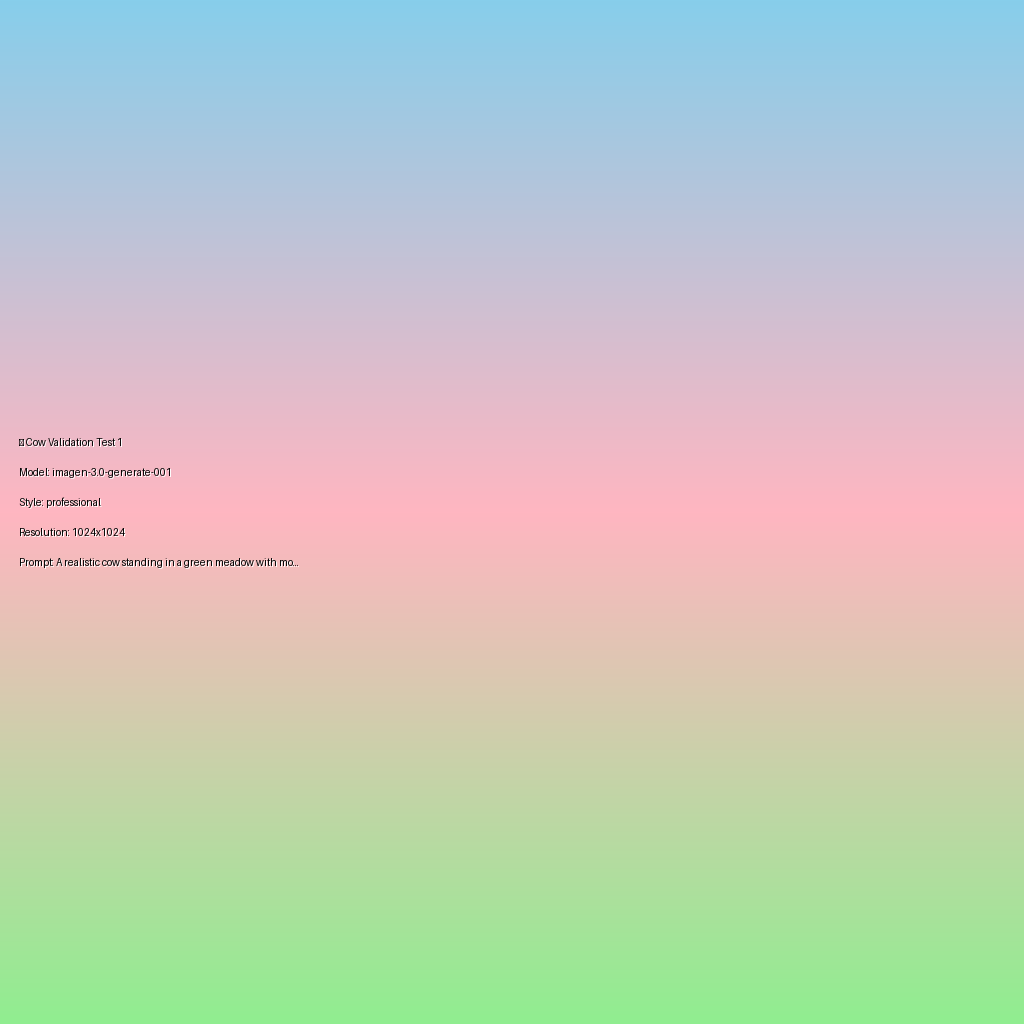 Cow Validation Test 1
Model: imagen-3.0-generate-001
Style: professional
Resolution: 1024x1024
Prompt: A realistic cow standing in a green meadow with mo...